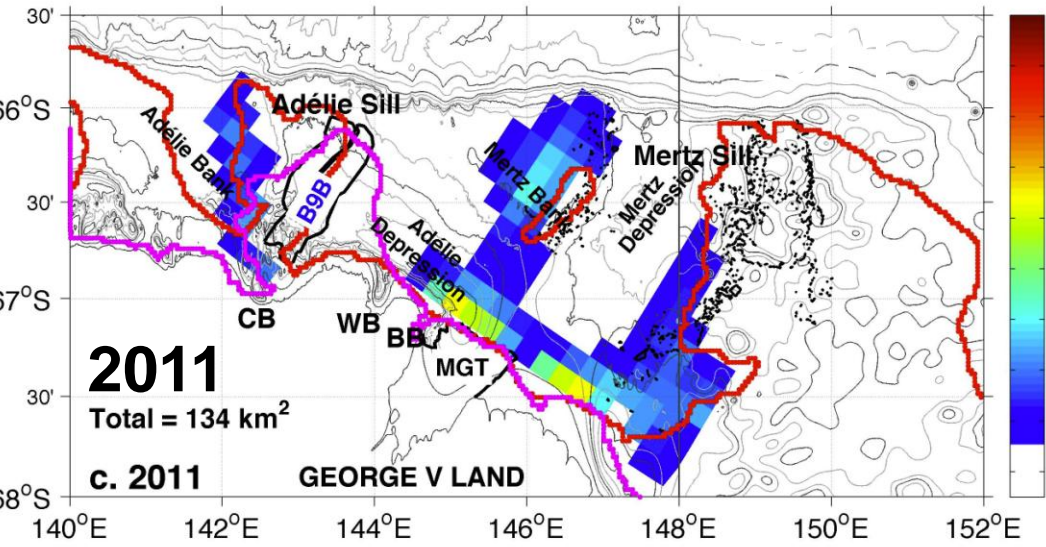 30'
66°S
30'
67°S
30'
68°S
140°E
142°E
144°E
146°E
148°E
150°E
152°E
Adélie Bank
Adélie Sill
B9B
Adélie
Depression
Mertz Bank
Mertz Sill
Mertz
Depression
CB
WB
BB
MGT
2011
Total = 134 km2
c. 2011
GEORGE V LAND